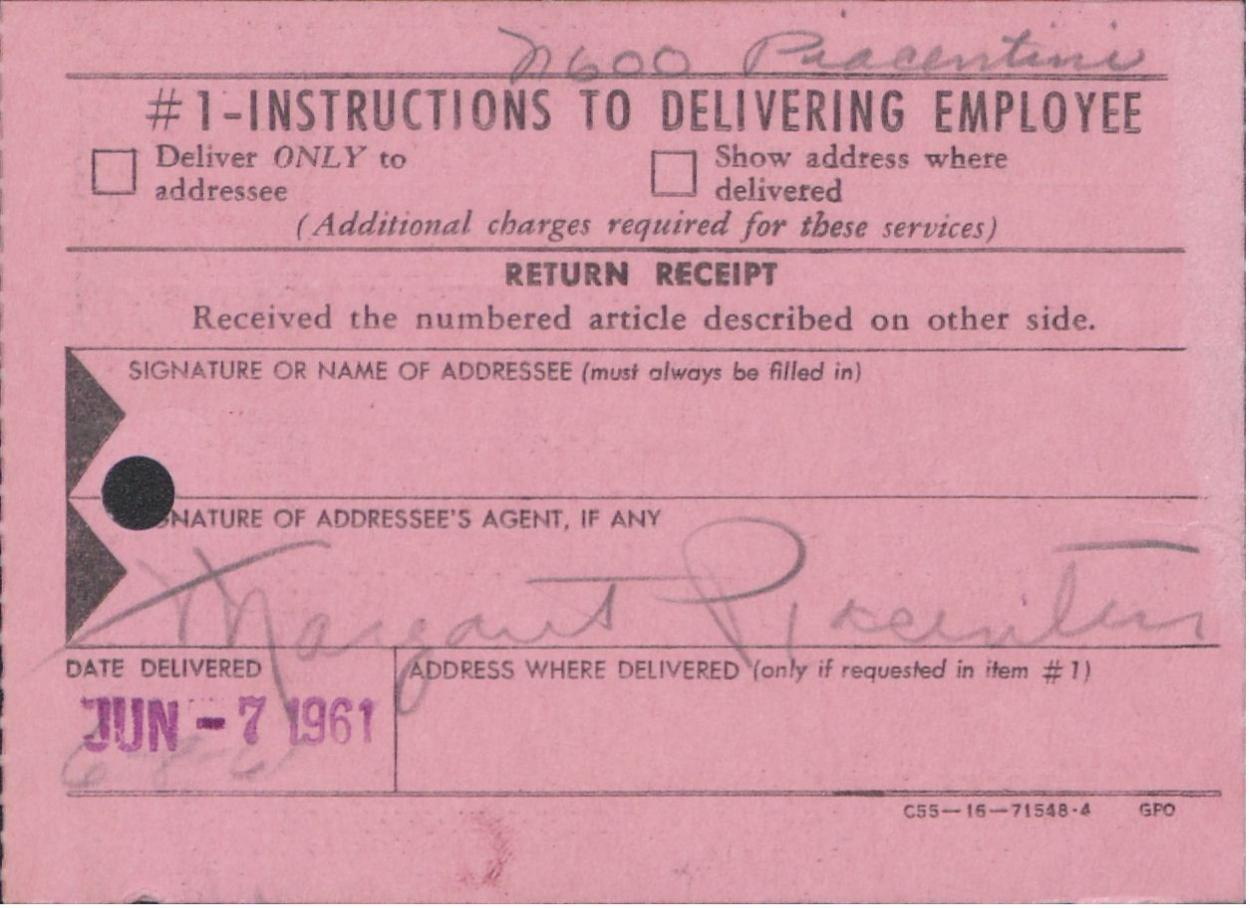 N600 Piacentini
#1-INSTRUCTIONS TO DELIVERING EMPLOYEE
Deliver ONLY to addressee
Show address where delivered
(Additional charges required for these services)
RETURN RECEIPT
Received the numbered article described on other side.
SIGNATURE OR NAME OF ADDRESSEE (must always be filled in)
NATURE OF ADDRESSEE'S AGENT, IF ANY
Margaret Piacentini
DATE DELIVERED
ADDRESS WHERE DELIVERED (only if requested in item #1)
JUN-7 1961
C55—16—71548-4 GPO